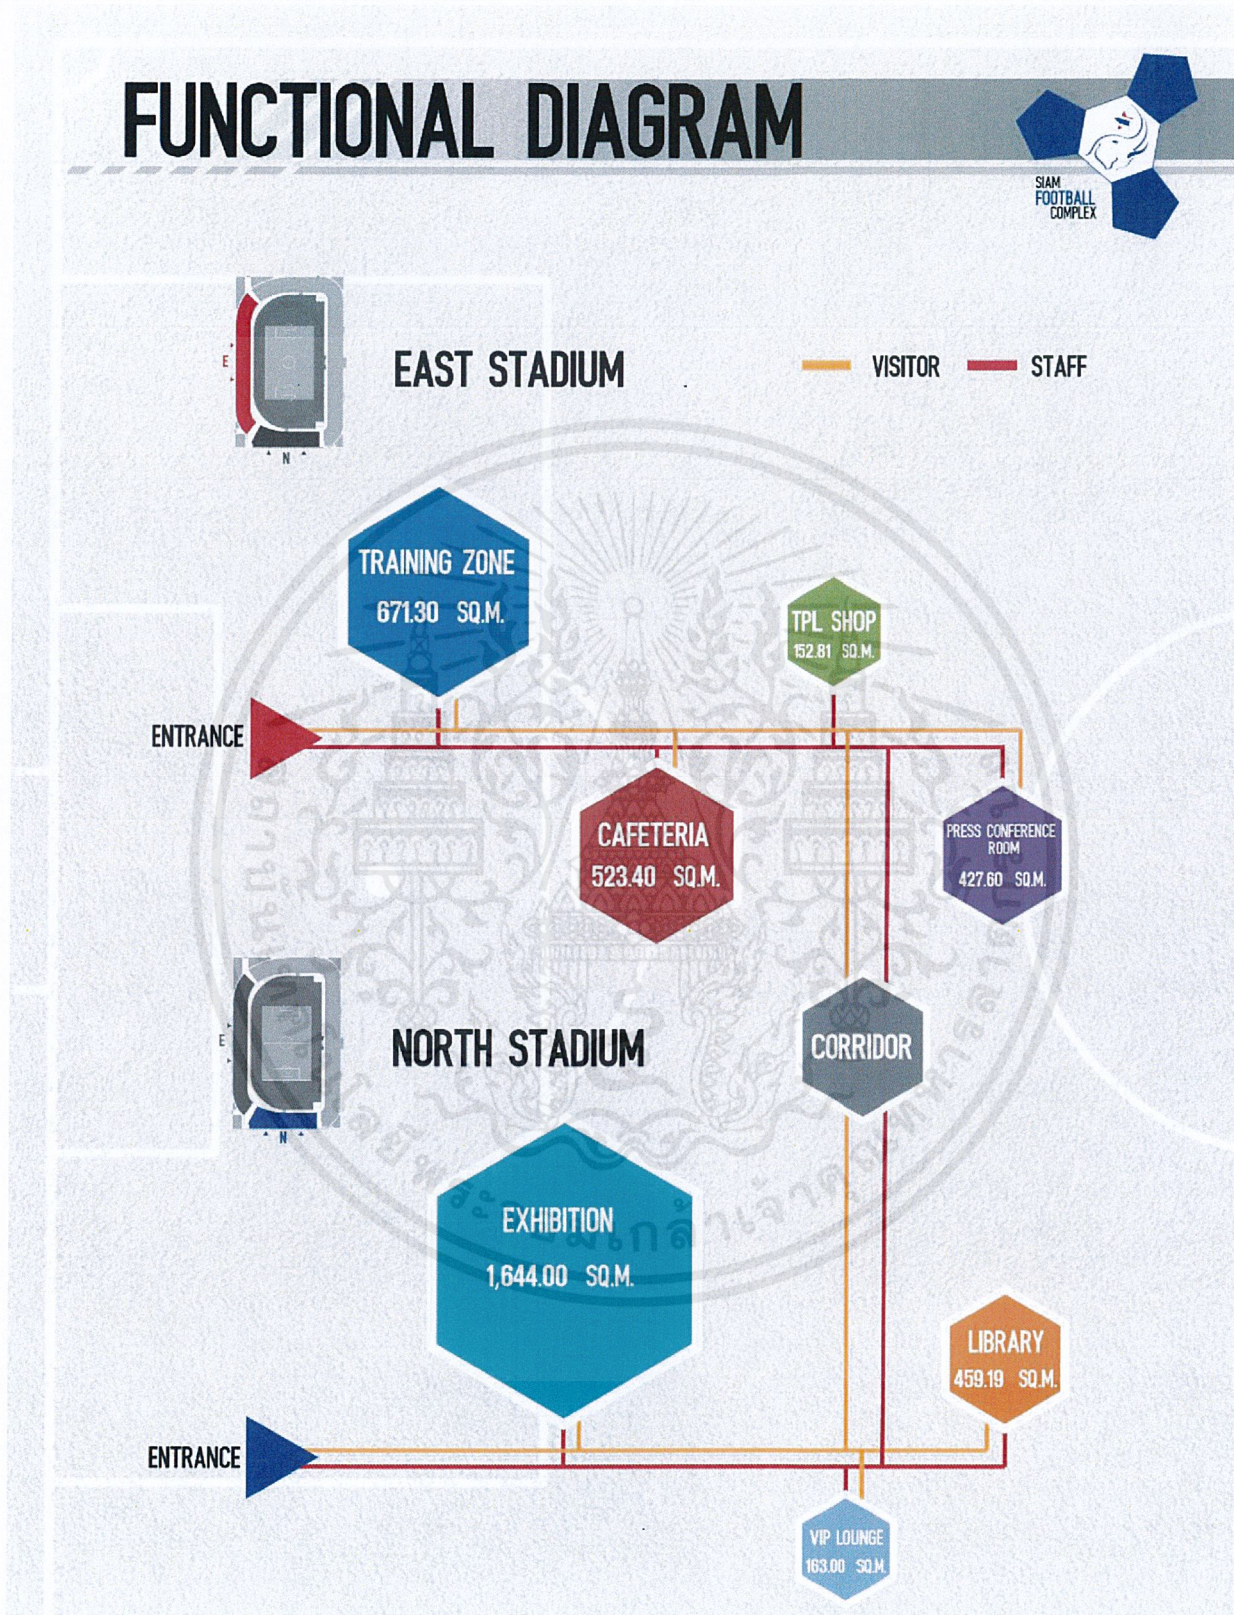 FUNCTIONAL DIAGRAM
SIAM
FOOTBALL
COMPLEX
E
N
EAST STADIUM
VISITOR
STAFF
TRAINING ZONE
671.30 SQ.M.
TPL SHOP
152.81 SQ.M.
ENTRANCE
CAFETERIA
523.40 SQ.M.
PRESS CONFERENCE
ROOM
427.60 SQ.M.
E
N
NORTH STADIUM
CORRIDOR
EXHIBITION
1,644.00 SQ.M.
LIBRARY
459.19 SQ.M.
ENTRANCE
VIP LOUNGE
163.00 SQ.M.